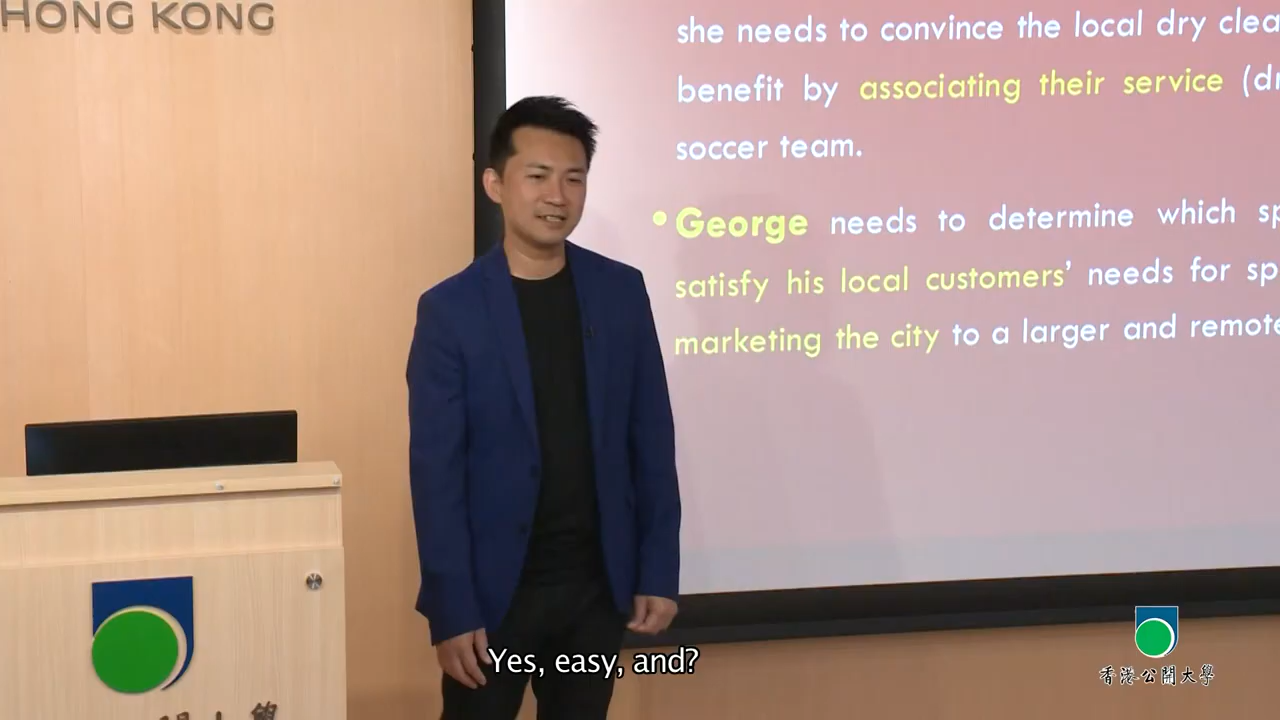 HONG KONG
she needs to convince the local dry clea
benefit by associating their service (dr
soccer team.
• George needs to determine which sp
satisfy his local customers’ needs for sp
marketing the city to a larger and remote
Yes, easy, and?
香港公開大學